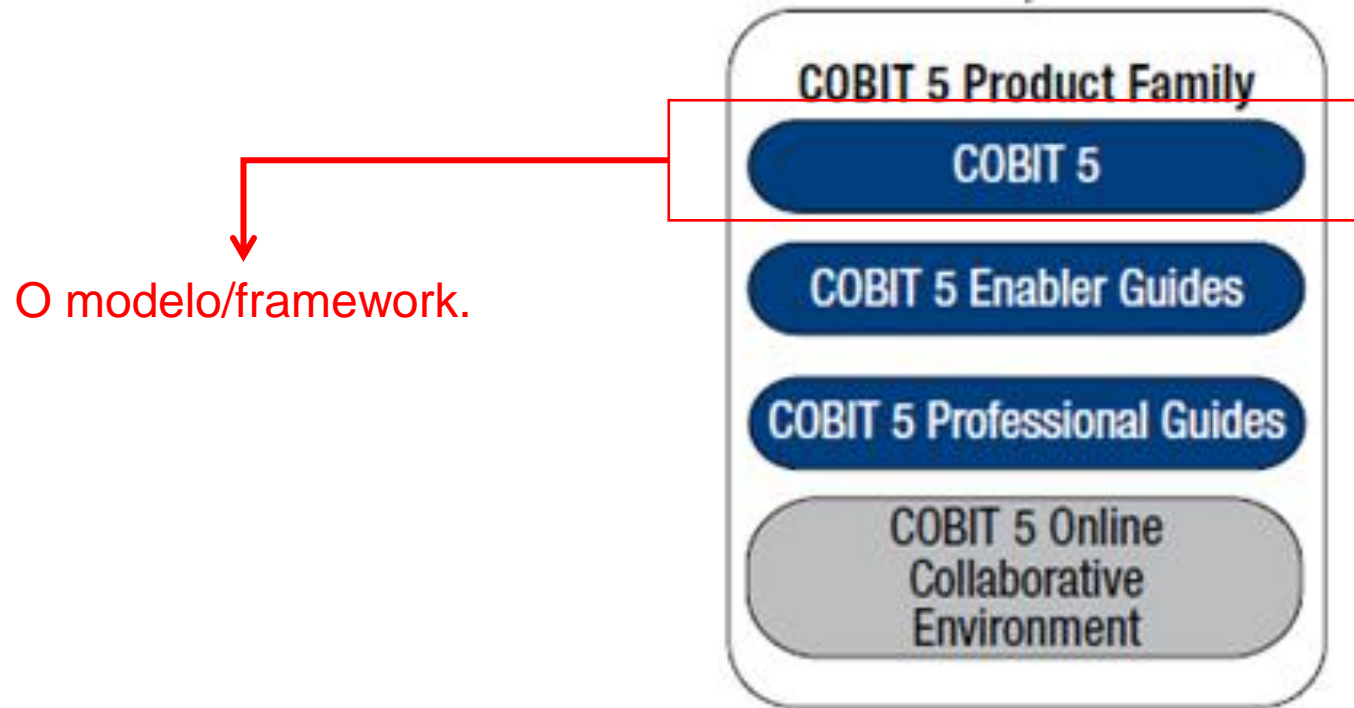 COBIT 5 Product Family
COBIT 5
O modelo/framework.
COBIT 5 Enabler Guides
COBIT 5 Professional Guides
COBIT 5 Online
Collaborative
Environment